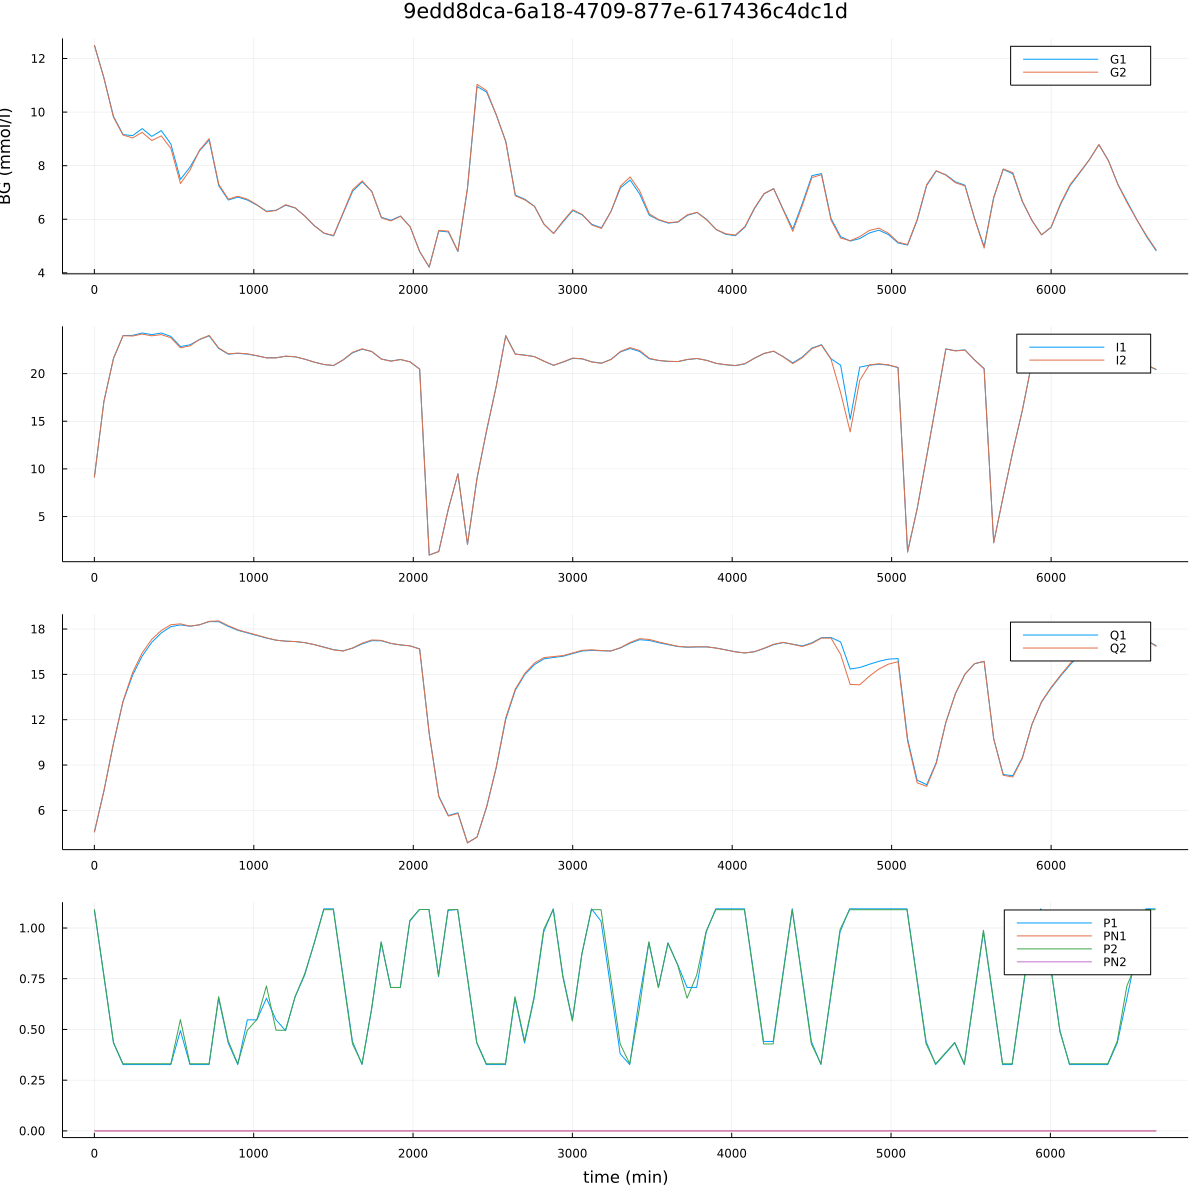 9edd8dca-6a18-4709-877e-617436c4dc1d
BG (mmol/l)
12
10
8
6
4
G1
G2
0 1000 2000 3000 4000 5000 6000
20
15
10
5
I1
I2
0 1000 2000 3000 4000 5000 6000
18
15
12
9
6
Q1
Q2
0 1000 2000 3000 4000 5000 6000
1.00
0.75
0.50
0.25
0.00
P1
PN1
P2
PN2
0 1000 2000 3000 4000 5000 6000
time (min)